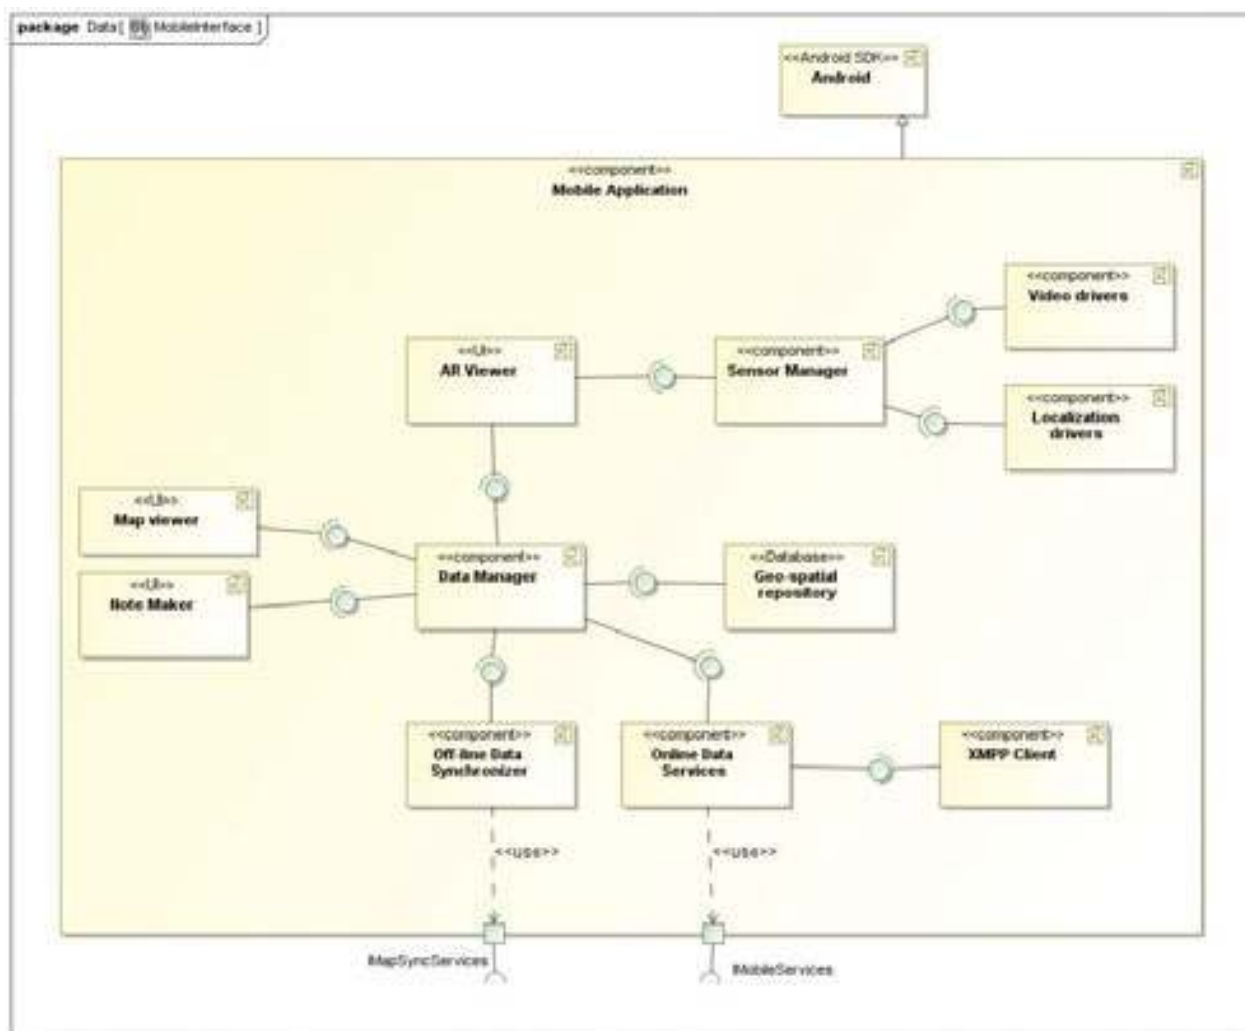 package Data [ MobileInterface ]
<<Android SDK>>
Android
<<component>>
Mobile Application
<<component>>
Video drivers
<<UI>>
AR Viewer
<<component>>
Sensor Manager
<<component>>
Localization
drivers
<<UI>>
Map viewer
<<component>>
Data Manager
<<Database>>
Geo-spatial
repository
<<UI>>
Note Maker
<<component>>
Off-line Data
Synchronizer
<<component>>
Online Data
Services
<<component>>
XMPP Client
<<use>>
<<use>>
IMapSyncServices
IMobileServices